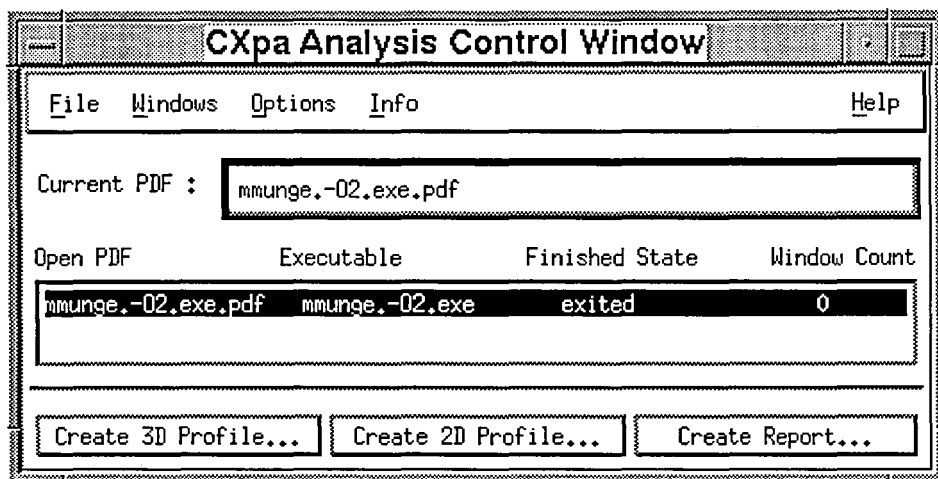 CXpa Analysis Control Window
File Windows Options Info Help
Current PDF : mmunge.-O2.exe.pdf
Open PDF Executable Finished State Window Count
mmunge.-O2.exe.pdf mmunge.-O2.exe exited 0
Create 3D Profile... Create 2D Profile... Create Report...